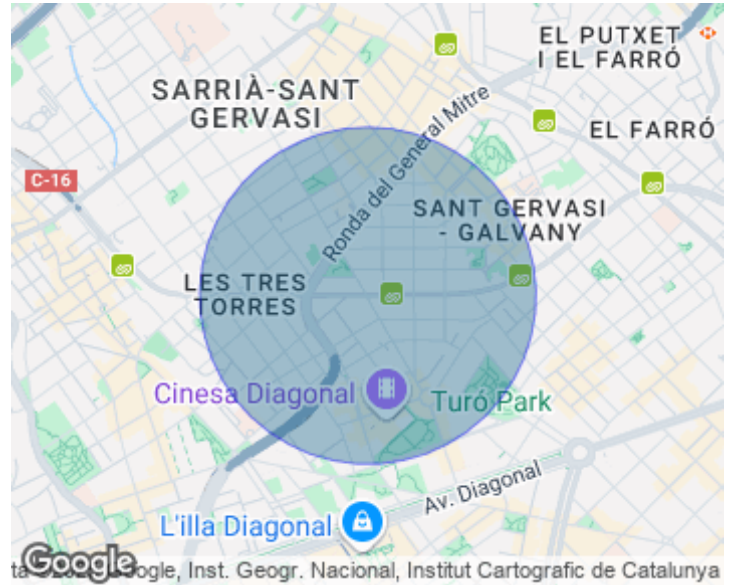 EL PUTXET
I EL FARRÓ
SARRIÀ-SANT
GERVASI
Ronda del General Mitre
EL FARRÓ
C-16
SANT GERVASI
- GALVANY
LES TRES
TORRES
Cinesa Diagonal
Turó Park
Av. Diagonal
L'illa Diagonal
Google
Google, Inst. Geogr. Nacional, Institut Cartografic de Catalunya